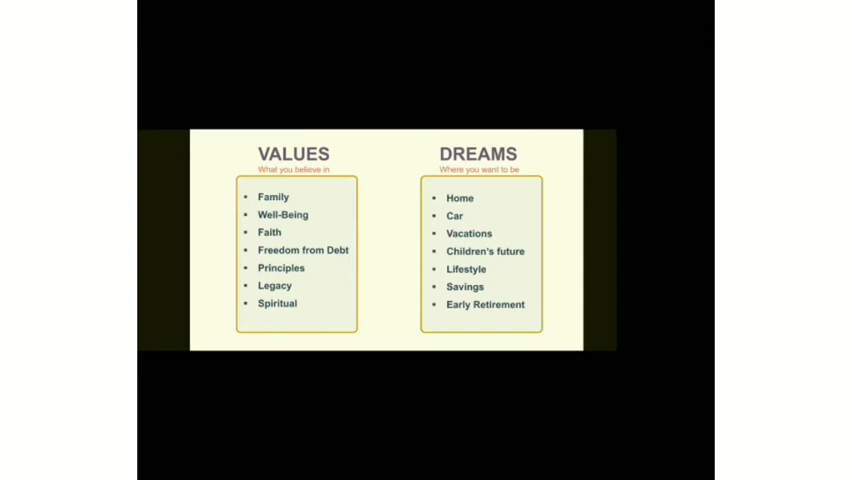 VALUES
What you believe in
Family
Well-Being
Faith
Freedom from Debt
Principles
Legacy
Spiritual
DREAMS
Where you want to be
Home
Car
Vacations
Children's future
Lifestyle
Savings
Early Retirement